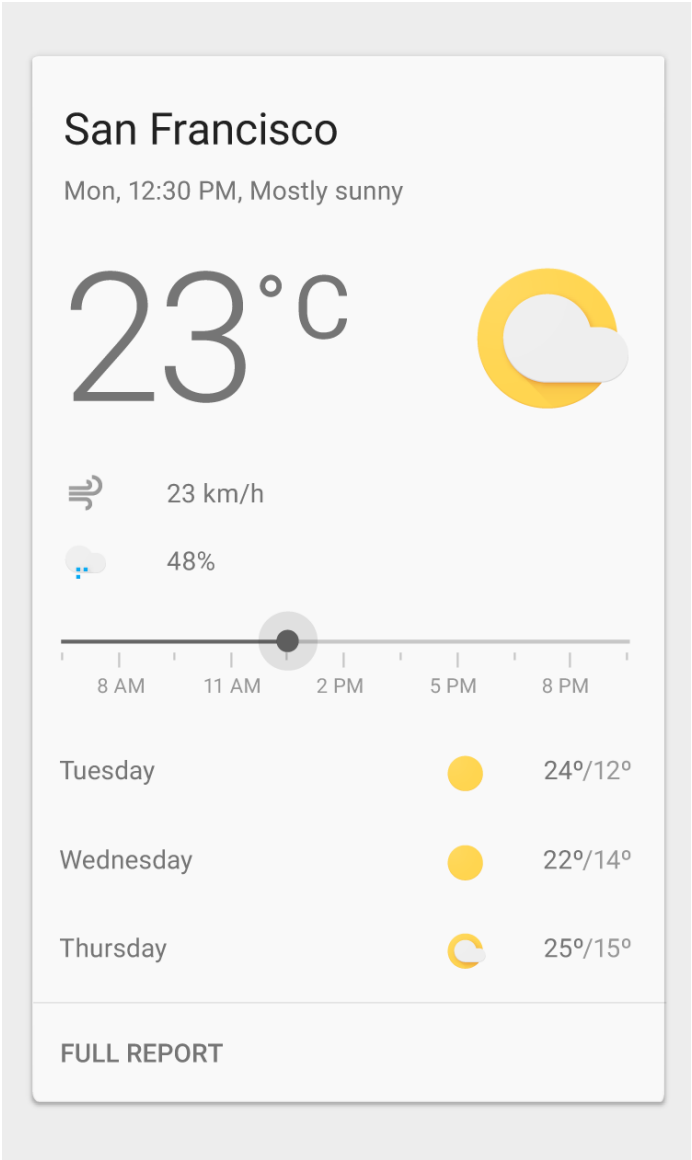 San Francisco
Mon, 12:30 PM, Mostly sunny
23°C
23 km/h
48%
8 AM 11 AM 2 PM 5 PM 8 PM
Tuesday 24º/12º
Wednesday 22º/14º
Thursday 25º/15º
FULL REPORT